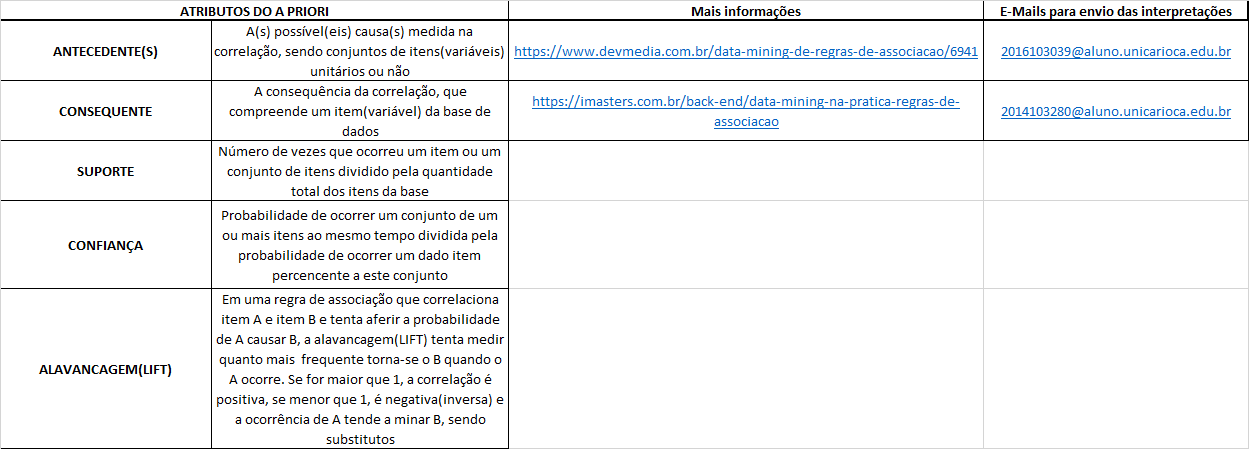 ATRIBUTOS DO A PRIORI
Mais informações
E-Mails para envio das interpretações
ANTECEDENTE(S)
A(s) possível(eis) causa(s) medida na
correlação, sendo conjuntos de itens(variáveis)
unitários ou não
https://www.devmedia.com.br/data-mining-de-regras-de-associacao/6941
2016103039@aluno.unicarioca.edu.br
CONSEQUENTE
A consequência da correlação, que
compreende um item(variável) da base de
dados
https://imasters.com.br/back-end/data-mining-na-pratica-regras-de-
associacao
2014103280@aluno.unicarioca.edu.br
SUPORTE
Número de vezes que ocorreu um item ou um
conjunto de itens dividido pela quantidade
total dos itens da base
CONFIANÇA
Probabilidade de ocorrer um conjunto de um
ou mais itens ao mesmo tempo dividida pela
probabilidade de ocorrer um dado item
percencente a este conjunto
ALAVANCAGEM(LIFT)
Em uma regra de associação que correlaciona
item A e item B e tenta aferir a probabilidade
de A causar B, a alavancagem(LIFT) tenta medir
quanto mais frequente torna-se o B quando o
A ocorre. Se for maior que 1, a correlação é
positiva, se menor que 1, é negativa(inversa) e
a ocorrência de A tende a minar B, sendo
substitutos